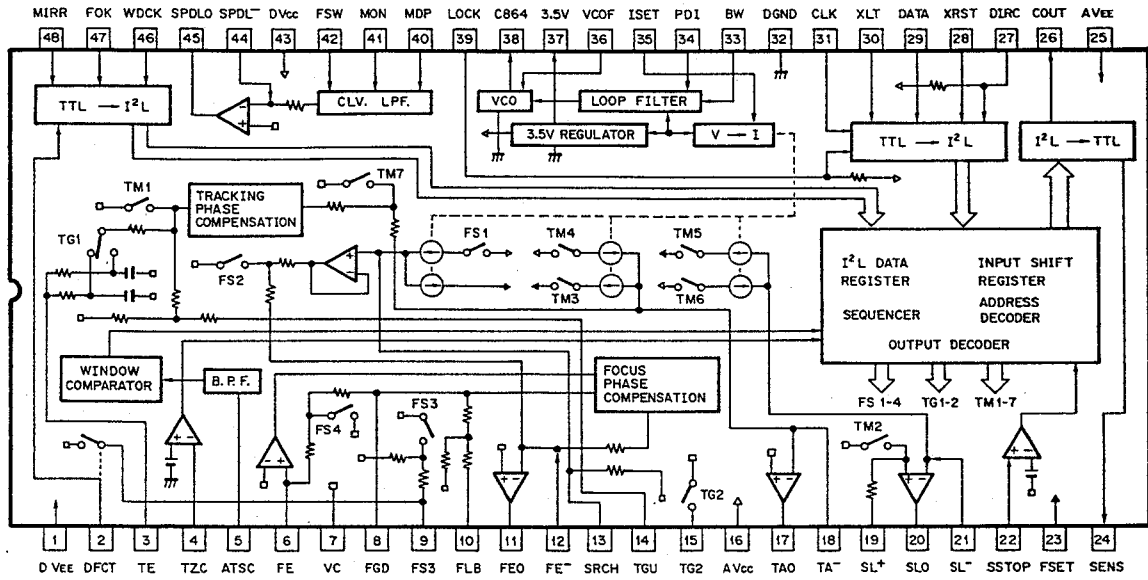 MIRR FOK WDCK SPDLO SPDL⁻ DVcc FSW MON MDP LOCK C864 3.5V VCOF ISET PDI BW DGND CLK XLT DATA XRST DIRC COUT AVEE
48 47 46 45 44 43 42 41 40 39 38 37 36 35 34 33 32 31 30 29 28 27 26 25
TTL → I²L
CLV. LPF.
VCO
LOOP FILTER
3.5V REGULATOR
V → I
TTL → I²L
I²L → TTL
TM1
TRACKING
PHASE
COMPENSATION
TM7
TG1
FS2
FS1
TM4
TM3
TM5
TM6
I²L DATA
REGISTER
INPUT SHIFT
REGISTER
ADDRESS
DECODER
SEQUENCER
OUTPUT DECODER
WINDOW
COMPARATOR
B.P.F.
FOCUS
PHASE
COMPENSATION
FS4
FS3
FS1-4
TG1-2
TM1-7
TM2
TG2
1 2 3 4 5 6 7 8 9 10 11 12 13 14 15 16 17 18 19 20 21 22 23 24
DVEE DFCT TE TZC ATSC FE VC FGD FS3 FLB FEO FE⁻ SRCH TGU TG2 AVcc TAO TA⁻ SL⁺ SLO SL⁻ SSTOP FSET SENS